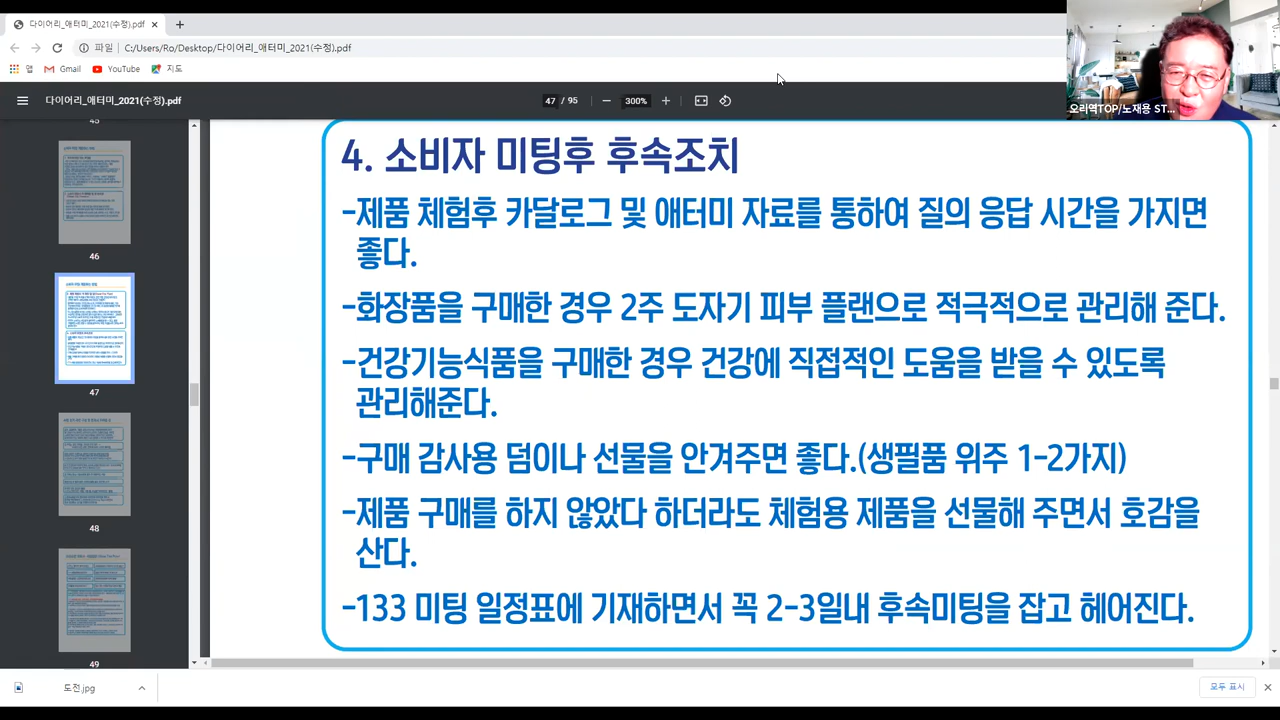 다이어리_애터미_2021(수정).pdf
파일 C:/Users/Ro/Desktop/다이어리_애터미_2021(수정).pdf
앱 Gmail YouTube 지도
다이어리_애터미_2021(수정).pdf 47 / 95 300%
오리역TOP/노재용 ST...
45
46
47
48
49
4. 소비자 미팅후 후속조치
-제품 체험후 카달로그 및 애터미 자료를 통하여 질의 응답 시간을 가지면
좋다.
-화장품을 구매한 경우 2주 도자기 피부 플랜으로 적극적으로 관리해 준다.
-건강기능식품을 구매한 경우 건강에 직접적인 도움을 받을 수 있도록
관리해준다.
-구매 감사용 덤이나 선물을 안겨주면 좋다.(생필품 위주 1-2가지)
-제품 구매를 하지 않았다 하더라도 체험용 제품을 선물해 주면서 호감을
산다.
-133 미팅 일정표에 기재하면서 꼭 2-3일내 후속미팅을 잡고 헤어진다.
도전.jpg
모두 표시